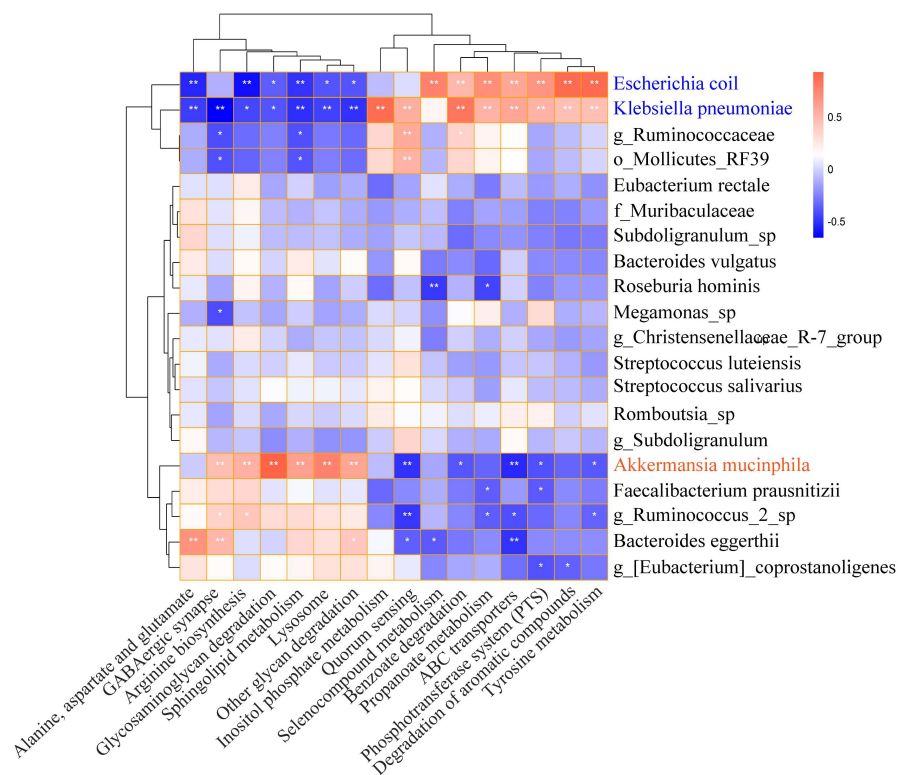 Escherichia coil
Klebsiella pneumoniae
g_Ruminococcaceae
o_Mollicutes_RF39
Eubacterium rectale
f_Muribaculaceae
Subdoligranulum_sp
Bacteroides vulgatus
Roseburia hominis
Megamonas_sp
g_Christensenellaceae_R-7_group
Streptococcus luteiensis
Streptococcus salivarius
Romboutsia_sp
g_Subdoligranulum
Akkermansia mucinphila
Faecalibacterium prausnitizii
g_Ruminococcus_2_sp
Bacteroides eggerthii
g_[Eubacterium]_coprostanoligenes
0.5
0
-0.5
Alanine, aspartate and glutamate
GABAergic synapse
Arginine biosynthesis
Glycosaminoglycan degradation
Sphingolipid metabolism
Lysosome
Other glycan degradation
Inositol phosphate metabolism
Quorum sensing
Selenocompound metabolism
Benzoate degradation
Propanoate metabolism
ABC transporters
Phosphotransferase system (PTS)
Degradation of aromatic compounds
Tyrosine metabolism